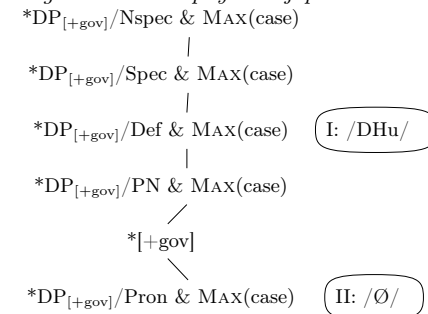 *DP[+gov]/Nspec & MAX(case)
*DP[+gov]/Spec & MAX(case)
*DP[+gov]/Def & MAX(case) I: /DHu/
*DP[+gov]/PN & MAX(case)
*[+gov]
*DP[+gov]/Pron & MAX(case) II: /Ø/